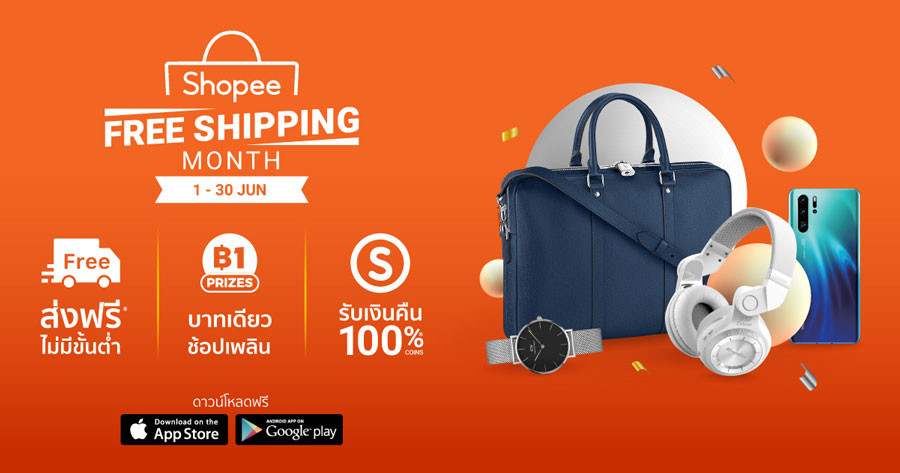 Shopee
FREE SHIPPING
MONTH
1 - 30 JUN
Free
ส่งฟรี*
ไม่มีขั้นต่ำ
฿1
PRIZES
บาทเดียว
ช้อปเพลิน
S
รับเงินคืน
100%
COINS
ดาวน์โหลดฟรี
Download on the
App Store
ANDROID APP ON
Google play